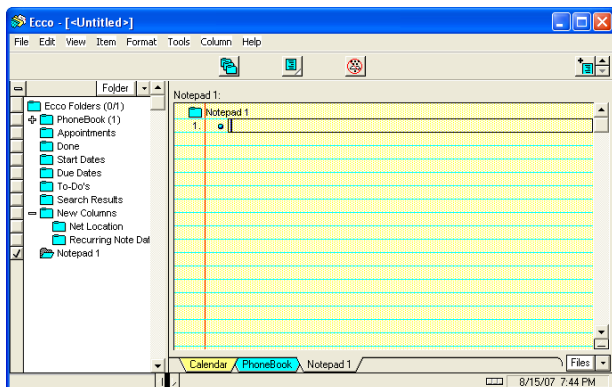 Ecco - [<Untitled>]
File Edit View Item Format Tools Column Help
Folder
Notepad 1:
Ecco Folders (0/1)
PhoneBook (1)
Appointments
Done
Start Dates
Due Dates
To-Do's
Search Results
New Columns
Net Location
Recurring Note Dat
Notepad 1
Notepad 1
1.
Calendar PhoneBook Notepad 1 Files
8/15/07 7:44 PM